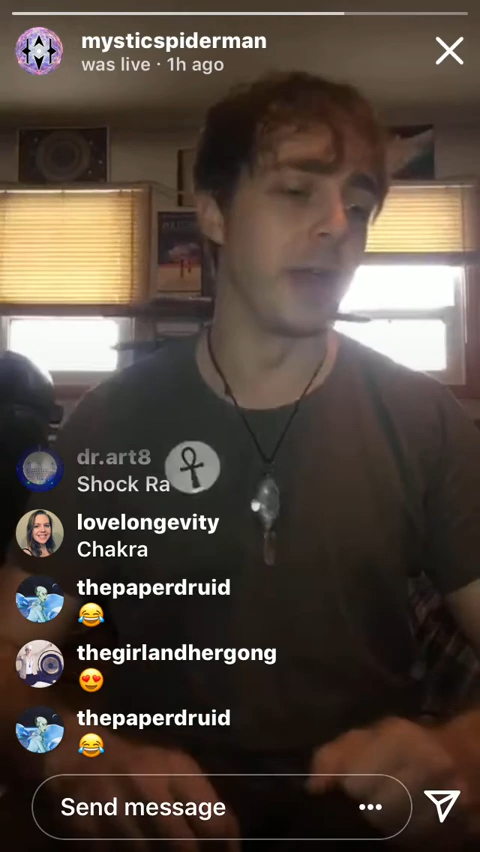 mysticspiderman
was live · 1h ago
dr.art8
Shock Ra
lovelongevity
Chakra
thepaperdruid
😂
thegirlandhergong
😍
thepaperdruid
😂
Send message